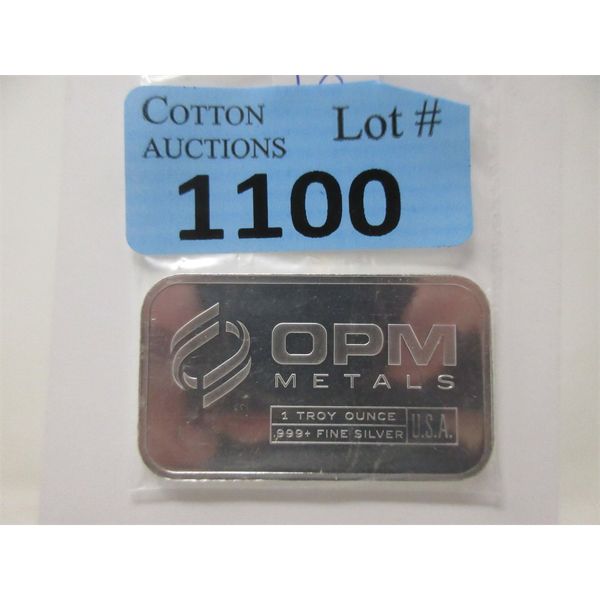 COTTON
AUCTIONS
Lot #
1100
OPM
METALS
1 TROY OUNCE
.999+ FINE SILVER
U.S.A.